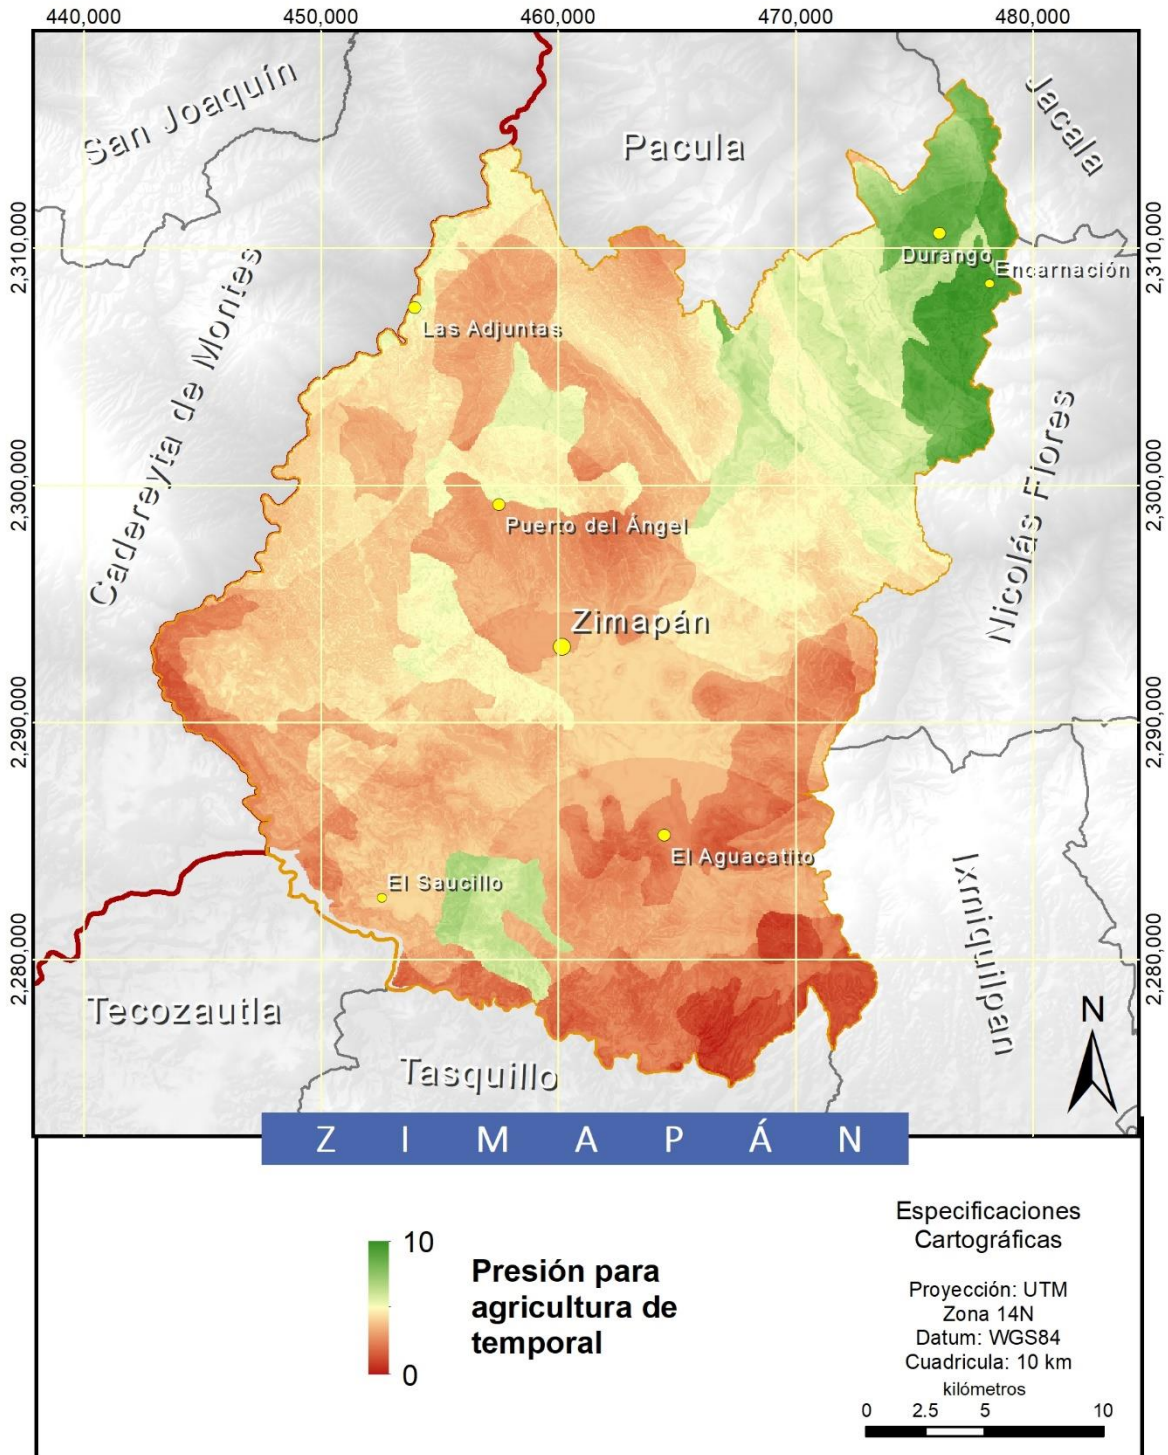 440,000
450,000
460,000
470,000
480,000
San Joaquín
Pacula
Jacala
2,310,000
2,310,000
Durango
Encarnación
Las Adjuntas
Cadereyta de Montes
2,300,000
2,300,000
Puerto del Ángel
Nicolás Flores
Zimapán
2,290,000
2,290,000
El Aguacatito
El Saucillo
Ixmiquilpan
2,280,000
2,280,000
Tecozautla
Tasquillo
N
Z I M A P Á N
10
0
Presión para
agricultura de
temporal
Especificaciones
Cartográficas
Proyección: UTM
Zona 14N
Datum: WGS84
Cuadricula: 10 km
kilómetros
0 2.5 5 10